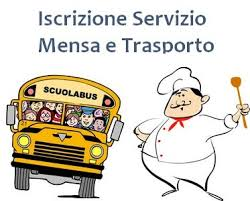 Iscrizione Servizio
Mensa e Trasporto
SCUOLABUS